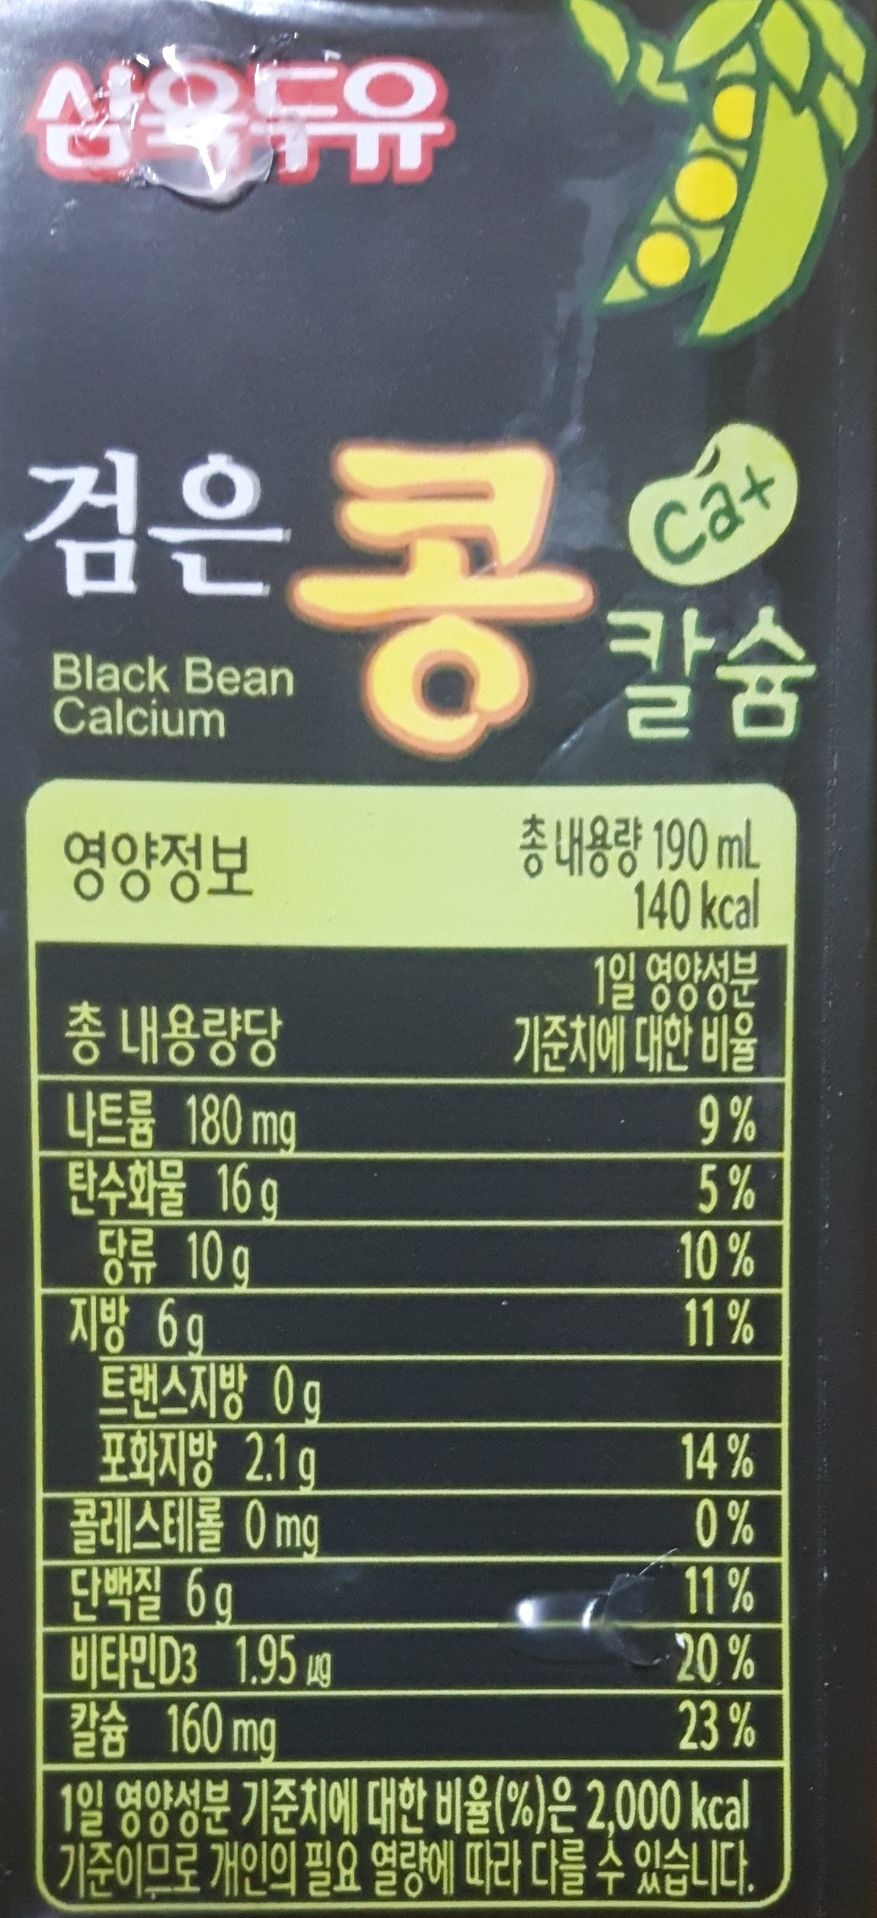 삼육두유
검은 콩 Ca+ 칼슘
Black Bean
Calcium
영양정보
총 내용량 190 mL
140 kcal
총 내용량당
1일 영양성분
기준치에 대한 비율
나트륨 180 mg 9 %
탄수화물 16 g 5 %
당류 10 g 10 %
지방 6 g 11 %
트랜스지방 0 g
포화지방 2.1 g 14 %
콜레스테롤 0 mg 0 %
단백질 6 g 11 %
비타민D3 1.95 ㎍ 20 %
칼슘 160 mg 23 %
1일 영양성분 기준치에 대한 비율(%)은 2,000 kcal
기준이므로 개인의 필요 열량에 따라 다를 수 있습니다.